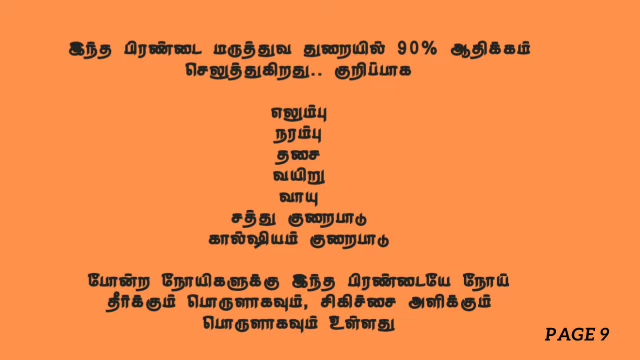 இந்த பிரண்டை மருத்துவ துறையில் 90% ஆதிக்கம்
செலுத்துகிறது.. குறிப்பாக
எலும்பு
நரம்பு
தசை
வயிறு
வாயு
சத்து குறைபாடு
கால்ஷியம் குறைபாடு
போன்ற நோயிகளுக்கு இந்த பிரண்டையே நோய்
தீர்க்கும் பொருளாகவும், சிகிச்சை அளிக்கும்
பொருளாகவும் உள்ளது
PAGE 9